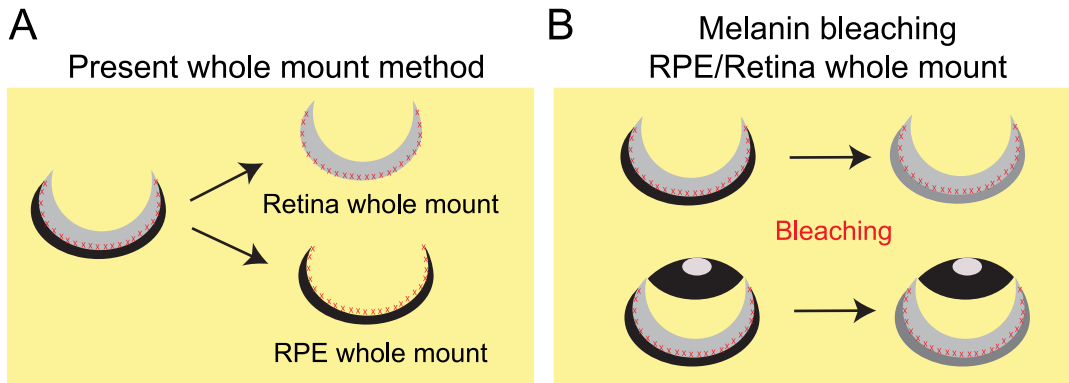 A
Present whole mount method
Retina whole mount
RPE whole mount
B
Melanin bleaching
RPE/Retina whole mount
Bleaching